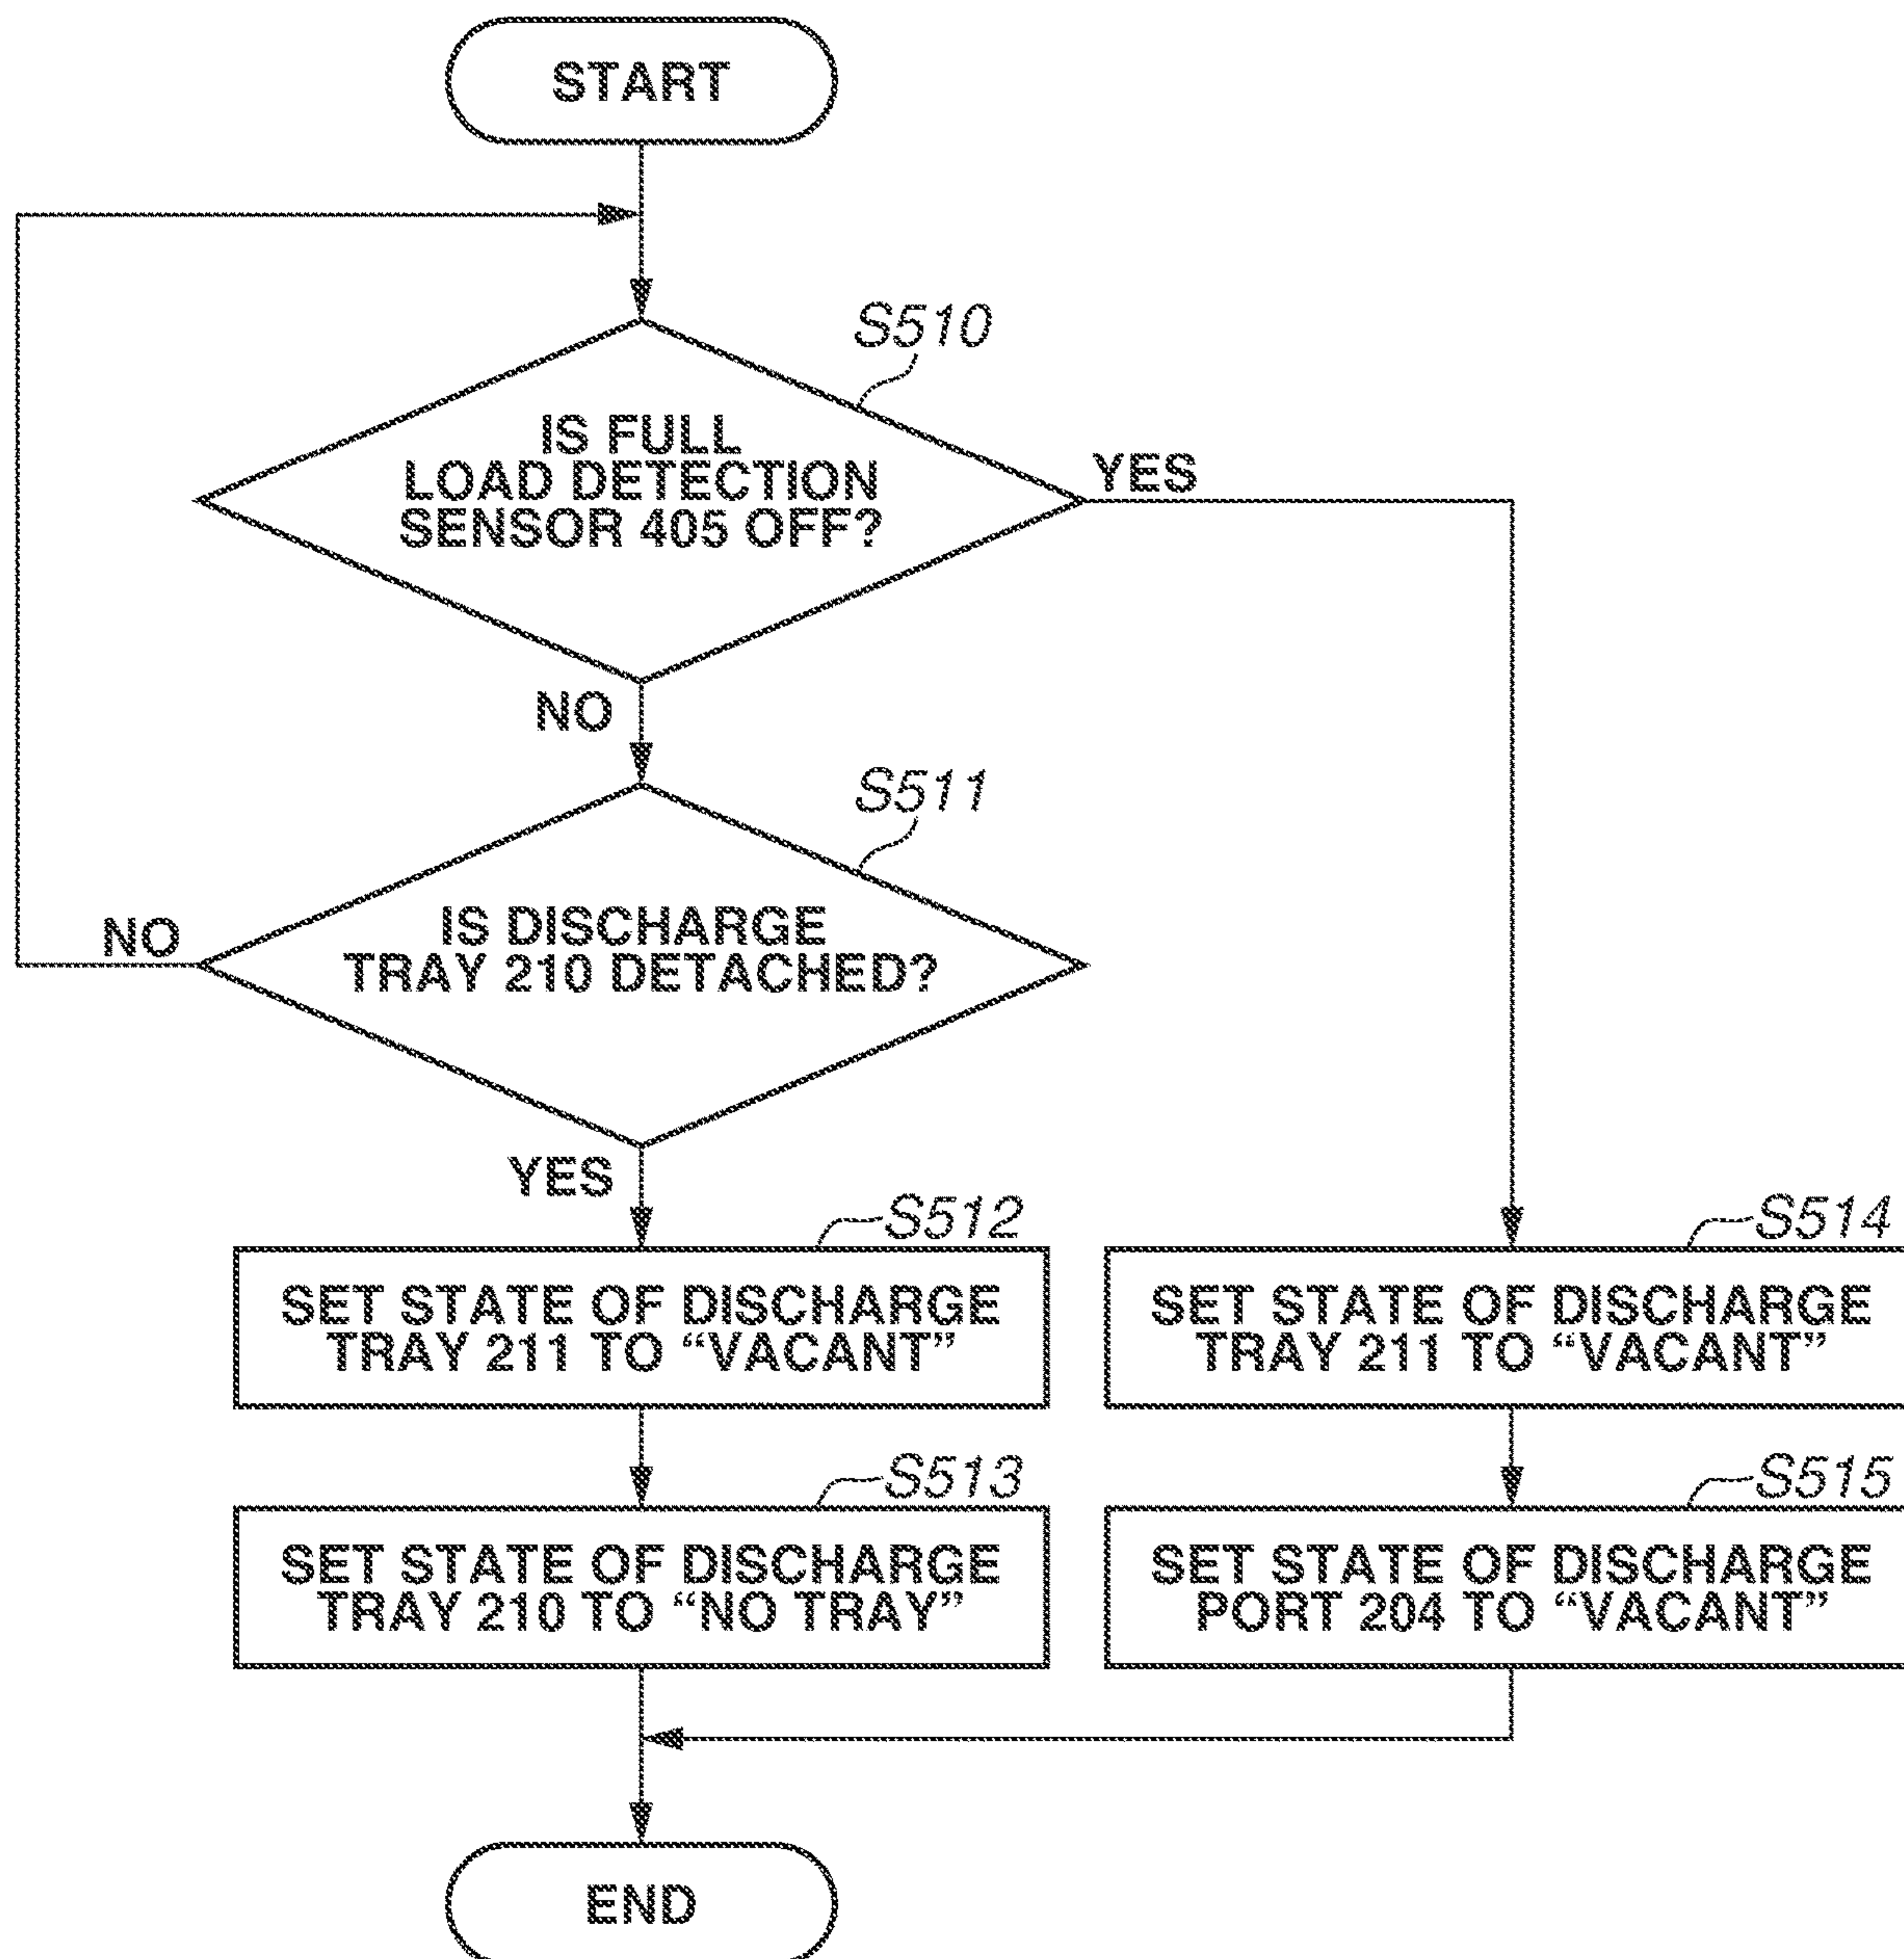 START
S510
IS FULL
LOAD DETECTION
SENSOR 405 OFF?
YES
NO
S511
IS DISCHARGE
TRAY 210 DETACHED?
NO
YES
S512
SET STATE OF DISCHARGE
TRAY 211 TO “VACANT”
S514
SET STATE OF DISCHARGE
TRAY 211 TO “VACANT”
S513
SET STATE OF DISCHARGE
TRAY 210 TO “NO TRAY”
S515
SET STATE OF DISCHARGE
PORT 204 TO “VACANT”
END